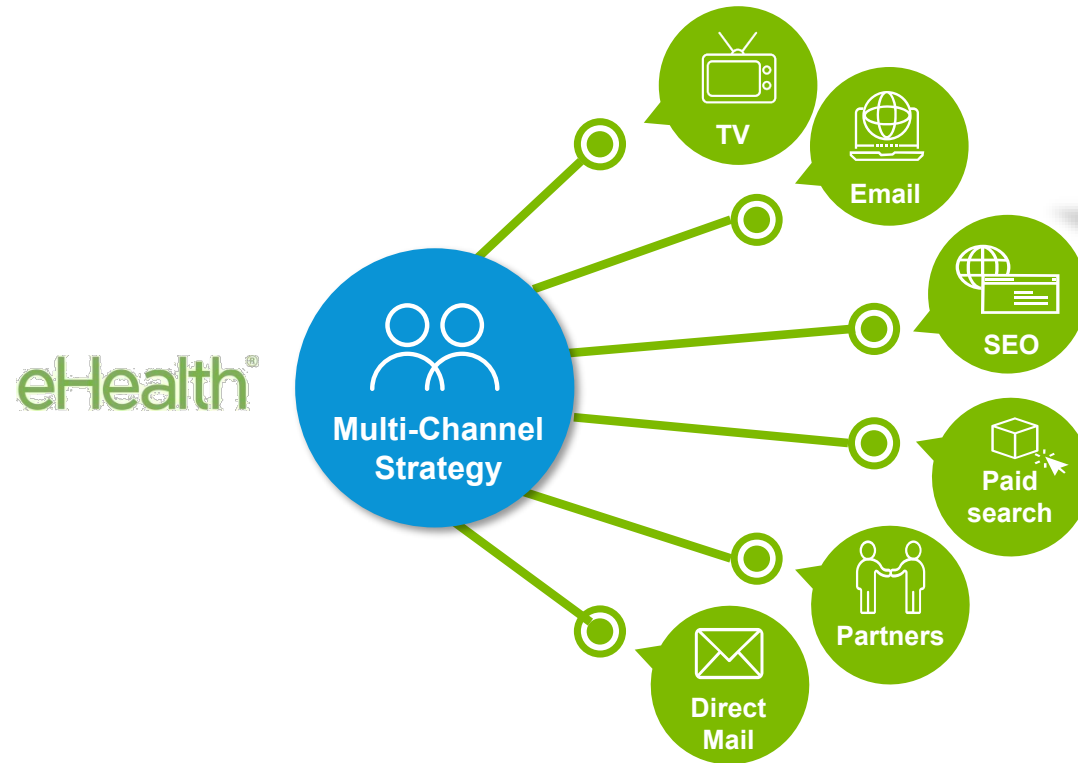 eHealth®
Multi-Channel
Strategy
TV
Email
SEO
Paid
search
Partners
Direct
Mail